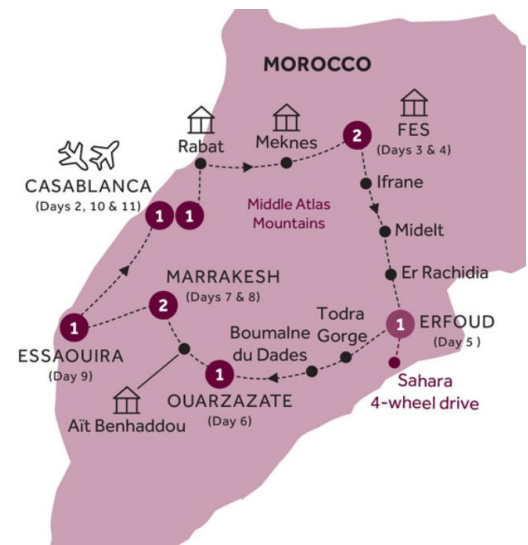 MOROCCO
Rabat
Meknes
2
FES
(Days 3 & 4)
CASABLANCA
(Days 2, 10 & 11)
1
1
Ifrane
Middle Atlas
Mountains
Midelt
Er Rachidia
MARRAKESH
(Days 7 & 8)
2
1
ESSAOUIRA
(Day 9)
Todra
Gorge
1
ERFOUD
(Day 5 )
Boumalne
du Dades
1
OUARZAZATE
(Day 6)
Sahara
4-wheel drive
Aït Benhaddou